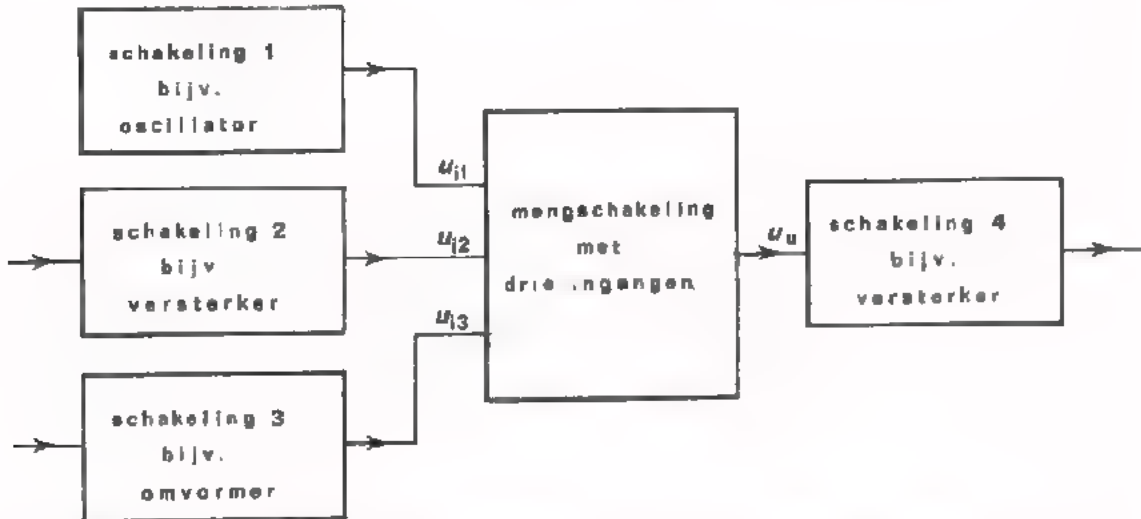 schakeling 1
bijv.
oscillator
u_i1
schakeling 2
bijv
versterker
u_i2
mengschakeling
met
drie ingangen
u_u
schakeling 4
bijv.
versterker
u_i3
schakeling 3
bijv.
omvormer